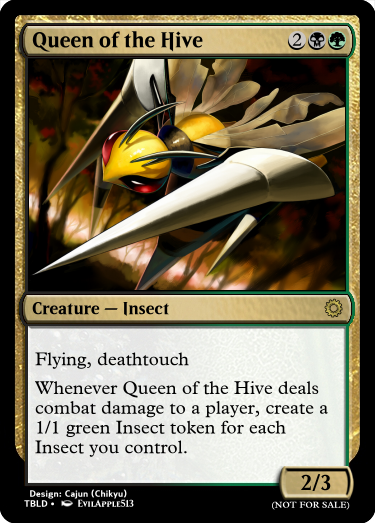 Queen of the Hive 2
Creature — Insect
Flying, deathtouch
Whenever Queen of the Hive deals
combat damage to a player, create a
1/1 green Insect token for each
Insect you control.
2/3
Design: Cajun (Chikyu)
TBLD • EvilApple513 (NOT FOR SALE)